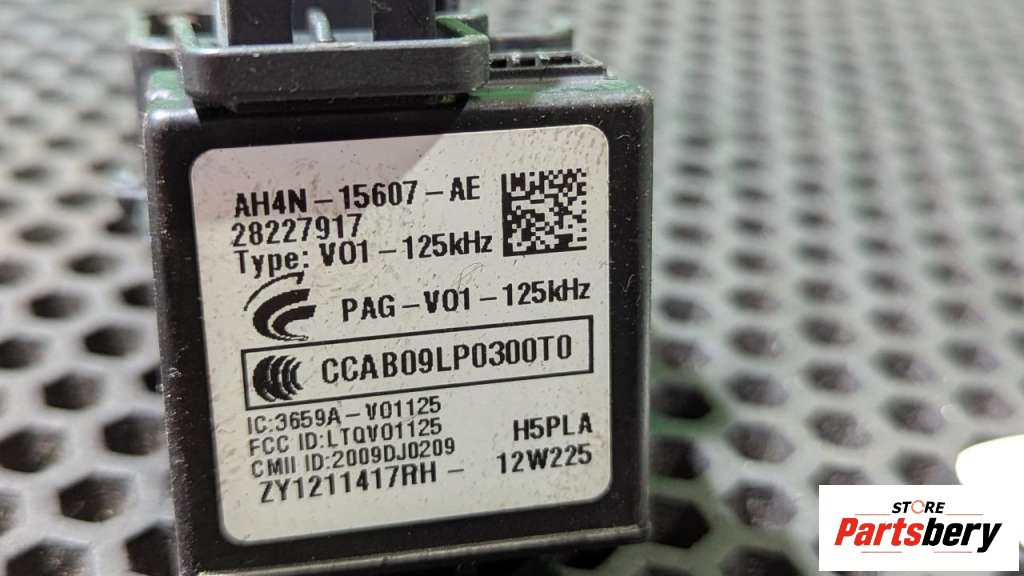 AH4N-15607-AE
28227917
Type: V01-125kHz
PAG-V01-125kHz
CCAB09LP0300T0
IC:3659A-V01125
FCC ID:LTQV01125
CMII ID:2009DJ0209
H5PLA
ZY1211417RH - 12W225
STORE
Partsbery